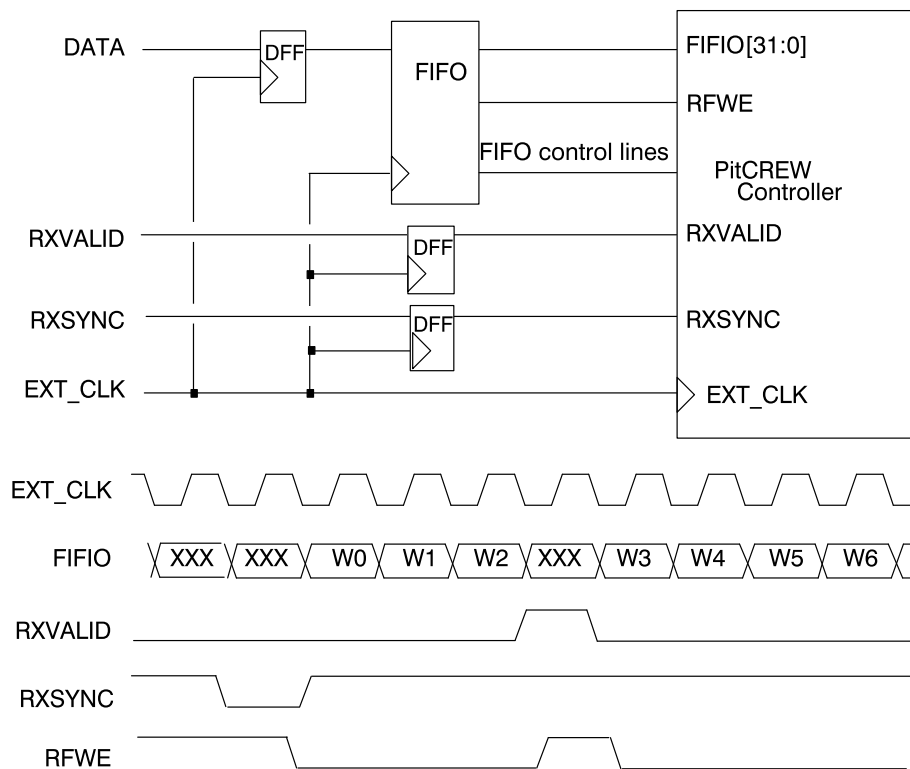 DATA
DFF
FIFO
FIFIO[31:0]
RFWE
FIFO control lines
PitCREW
Controller
RXVALID
DFF
RXVALID
RXSYNC
DFF
RXSYNC
EXT_CLK
EXT_CLK
EXT_CLK
FIFIO
XXX
XXX
W0
W1
W2
XXX
W3
W4
W5
W6
RXVALID
RXSYNC
RFWE